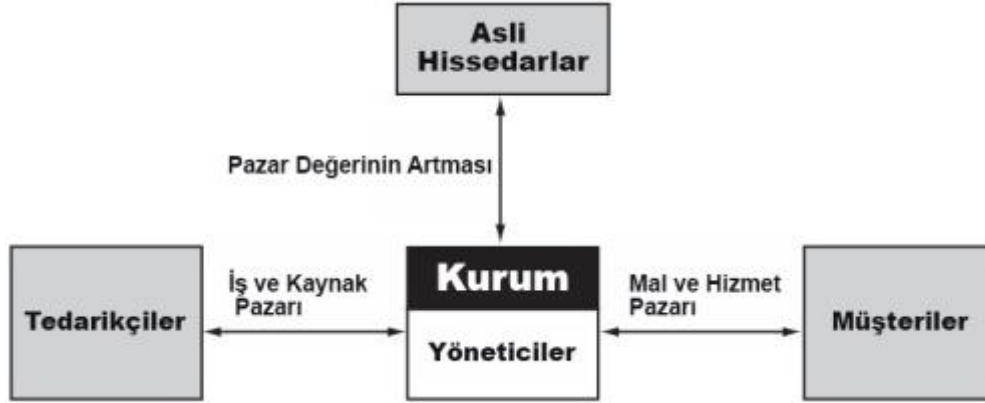 Asli
Hissedarlar
Pazar Değerinin Artması
Tedarikçiler
İş ve Kaynak
Pazarı
Kurum
Yöneticiler
Mal ve Hizmet
Pazarı
Müşteriler